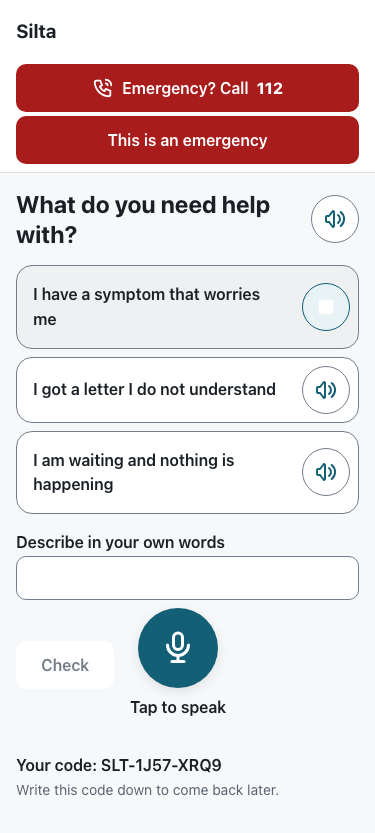 Silta
Emergency? Call 112
This is an emergency
What do you need help
with?
I have a symptom that worries
me
I got a letter I do not understand
I am waiting and nothing is
happening
Describe in your own words
Check
Tap to speak
Your code: SLT-1J57-XRQ9
Write this code down to come back later.